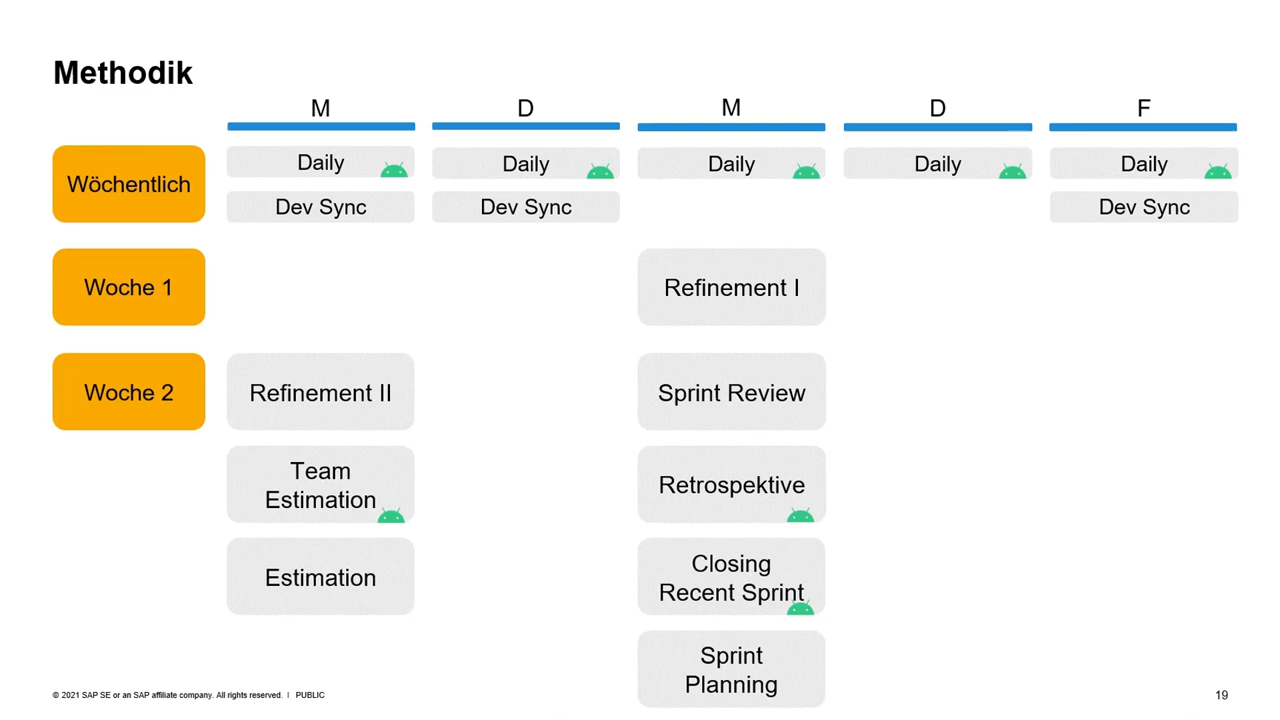 Methodik
M D M D F
Wöchentlich
Daily Daily Daily Daily Daily
Dev Sync Dev Sync Dev Sync
Woche 1
Refinement I
Woche 2
Refinement II
Sprint Review
Team
Estimation
Retrospektive
Estimation
Closing
Recent Sprint
Sprint
Planning
© 2021 SAP SE or an SAP affiliate company. All rights reserved. | PUBLIC
19